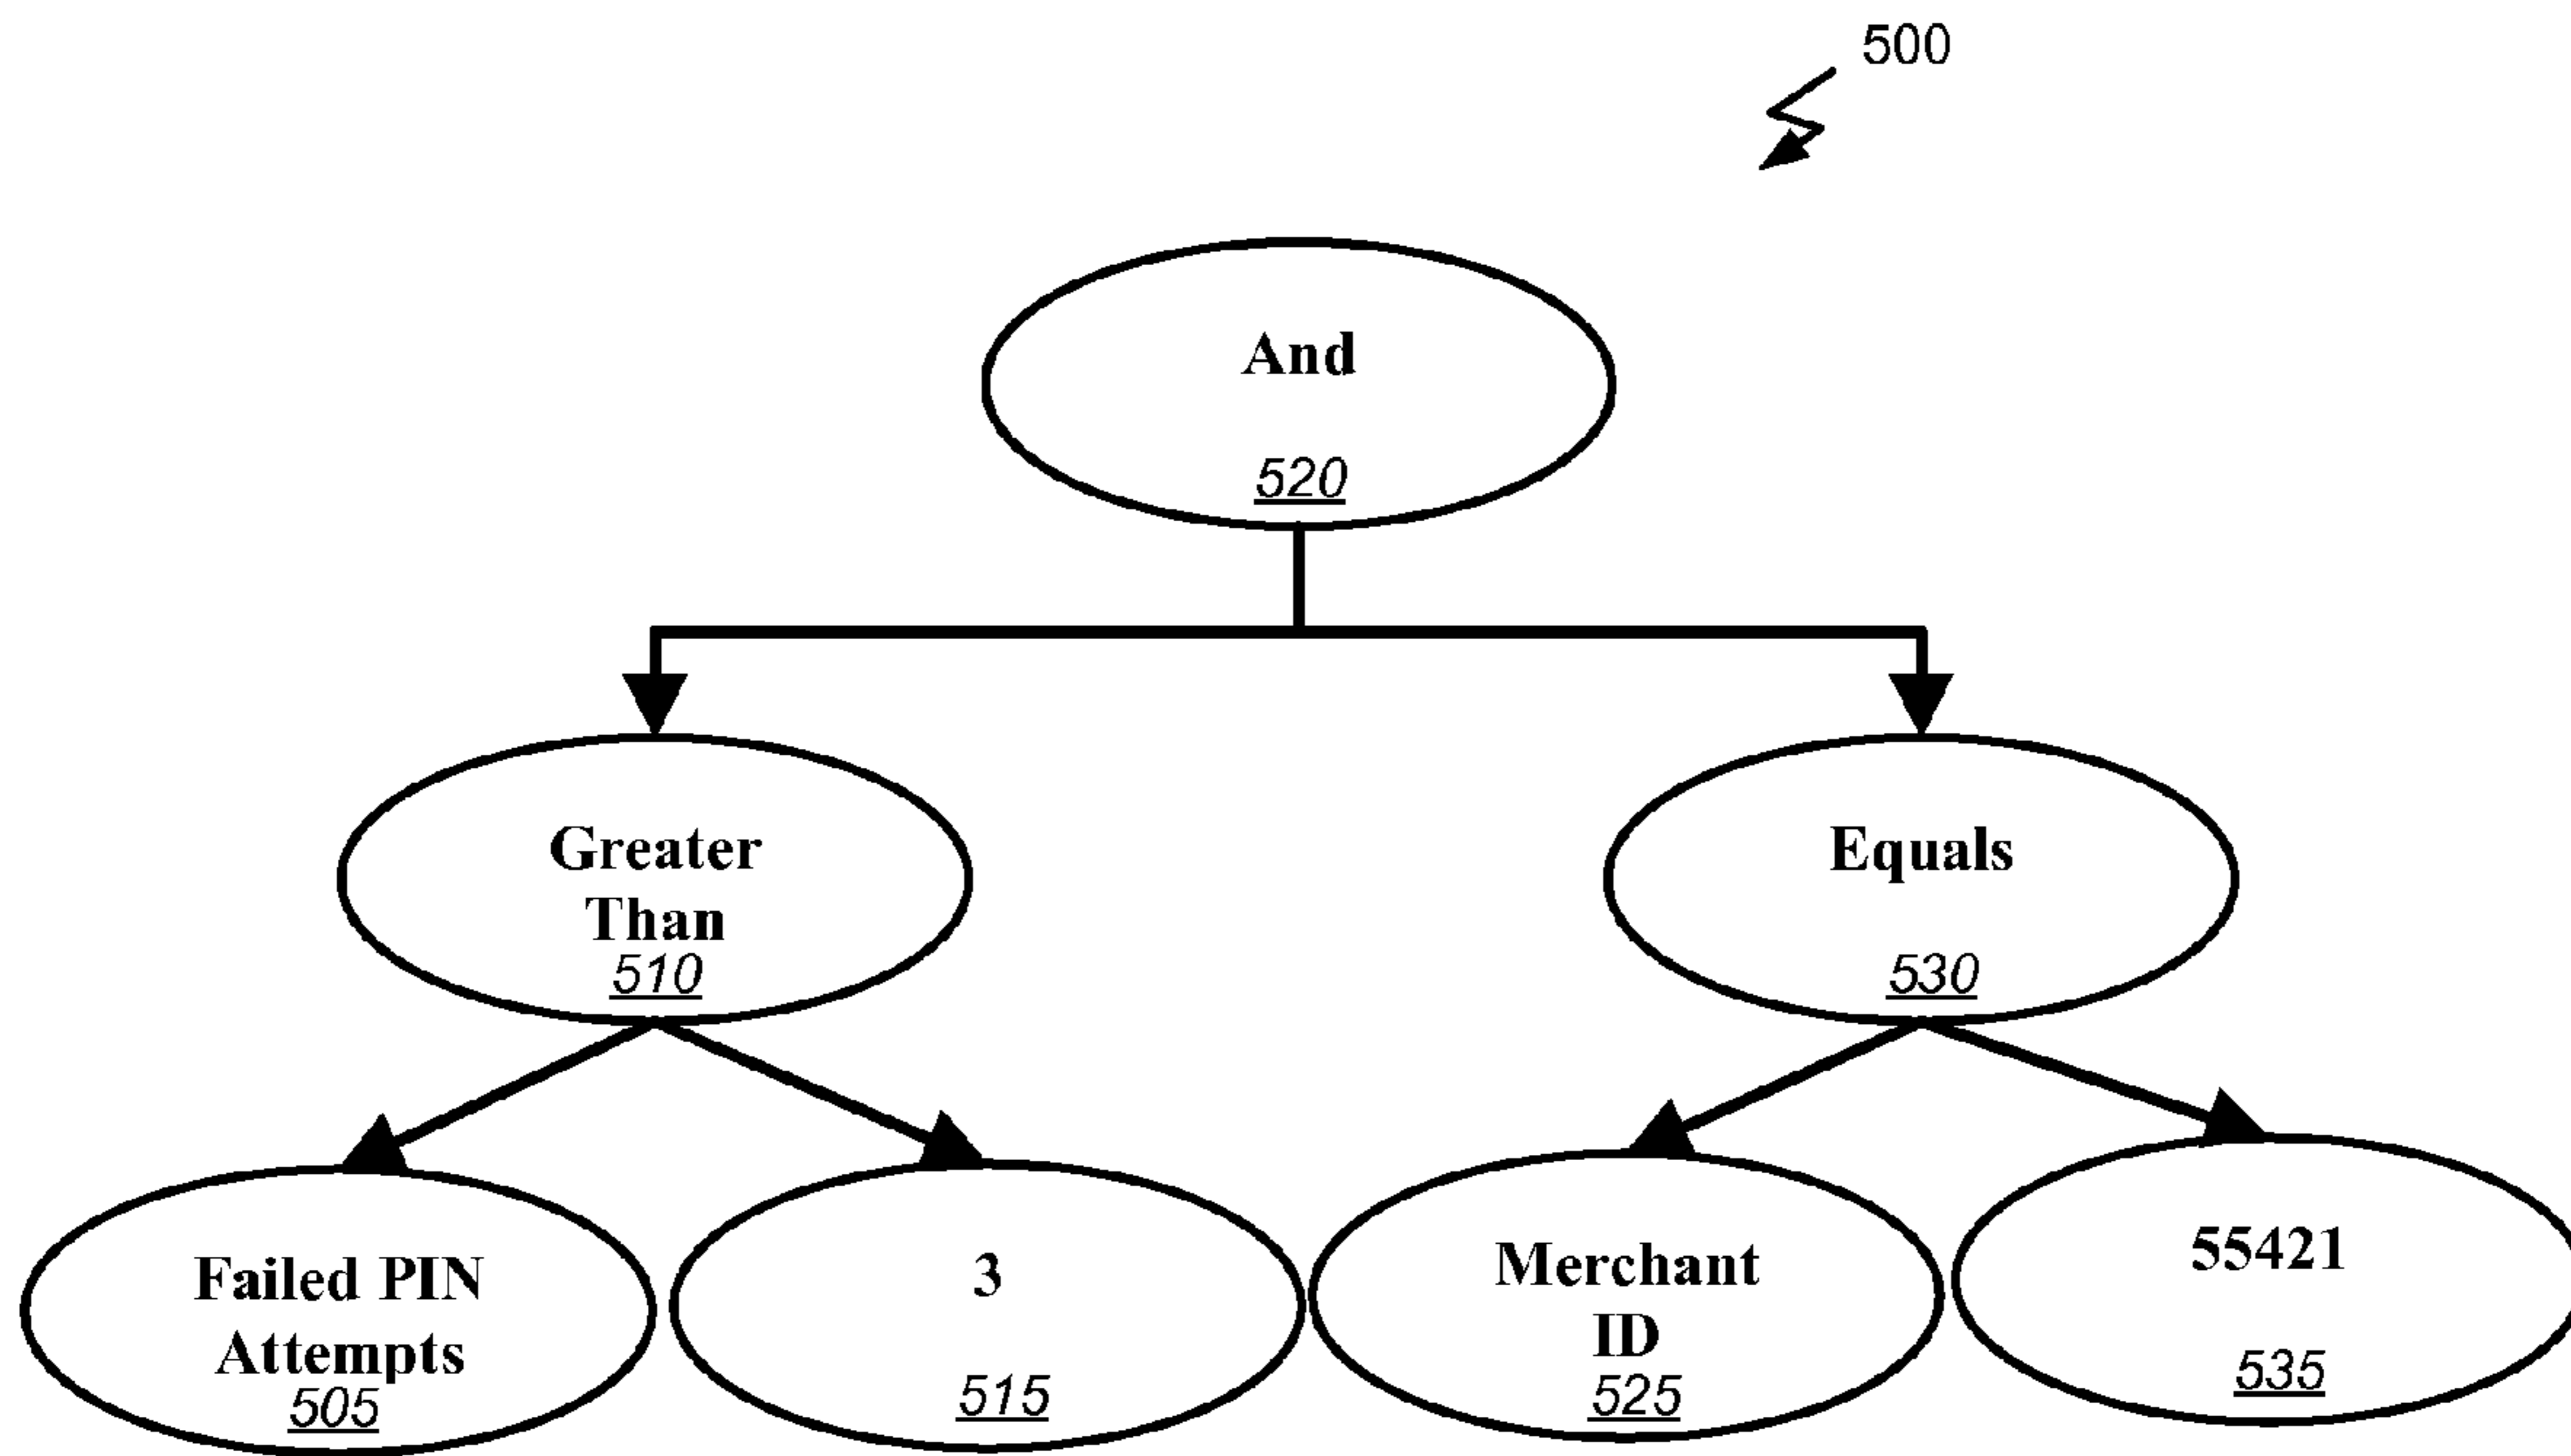 500
And
520
Greater
Than
510
Equals
530
Failed PIN
Attempts
505
3
515
Merchant
ID
525
55421
535